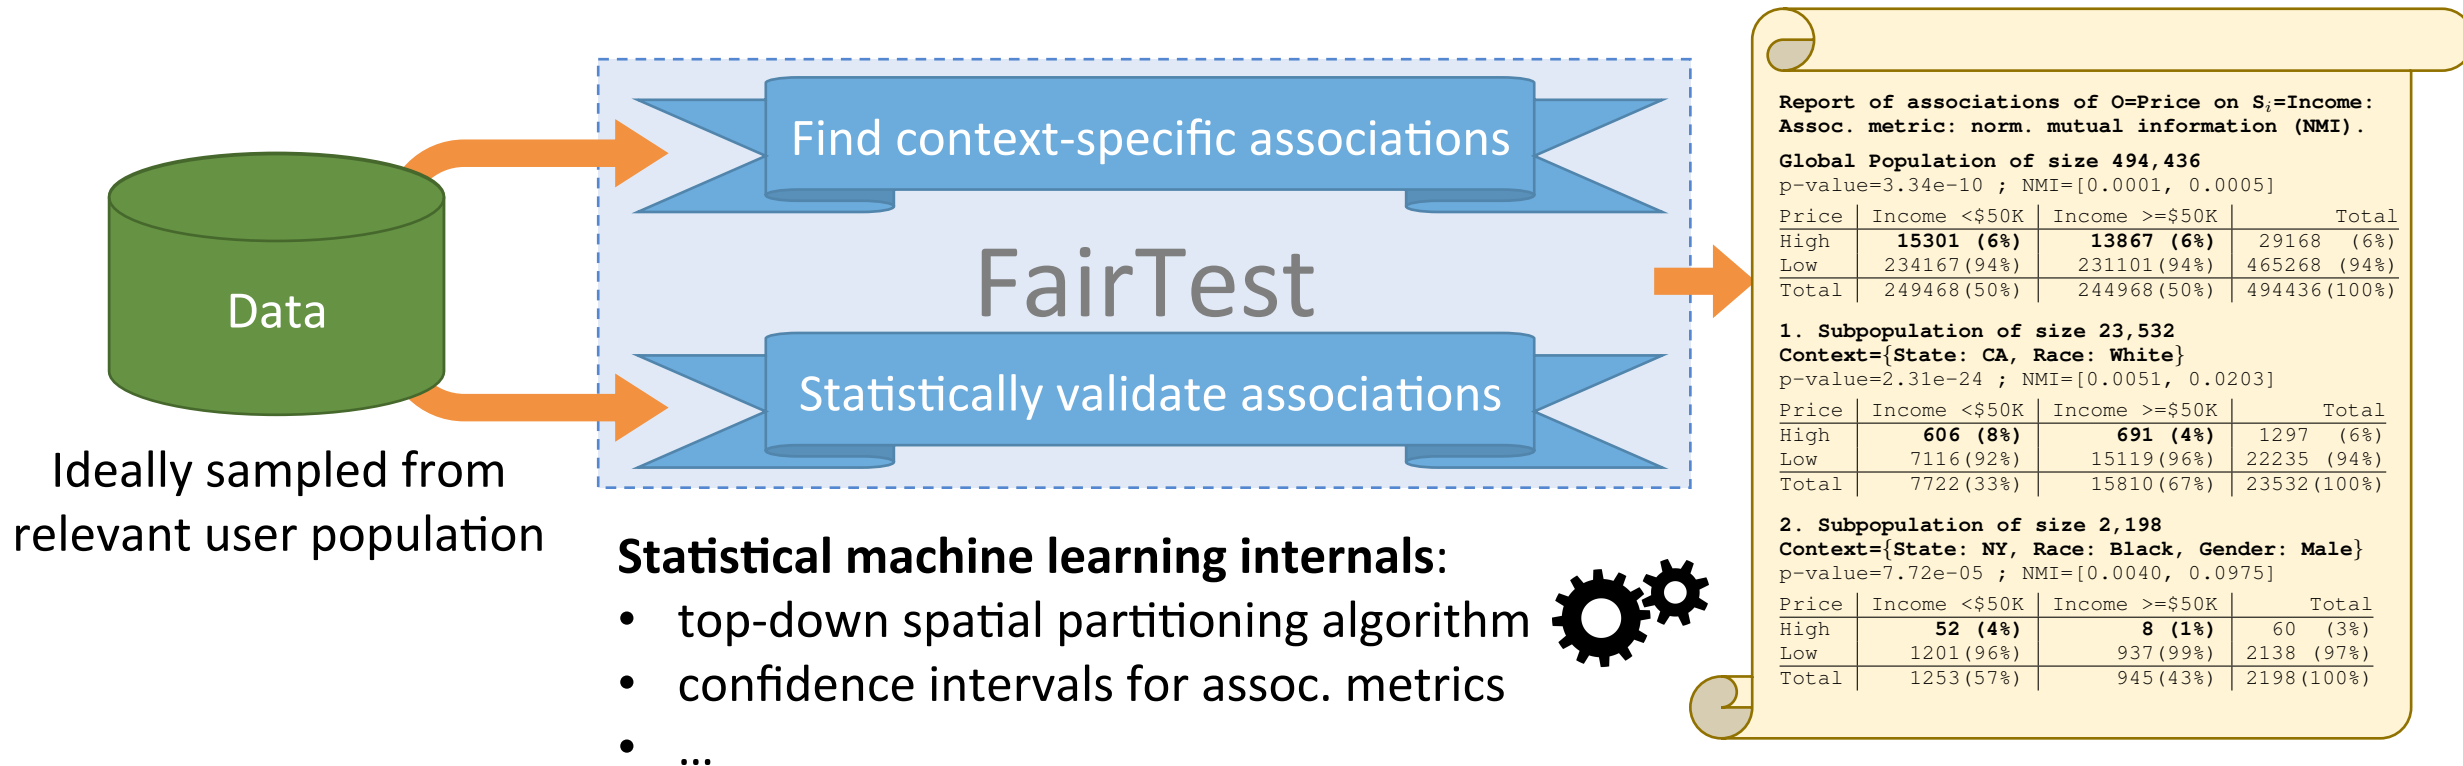 Data
Ideally sampled from
relevant user population
Find context-specific associations
FairTest
Statistically validate associations
Statistical machine learning internals:
• top-down spatial partitioning algorithm
• confidence intervals for assoc. metrics
• ...
Report of associations of O=Price on Sᵢ=Income:
Assoc. metric: norm. mutual information (NMI).
Global Population of size 494,436
p-value=3.34e-10 ; NMI=[0.0001, 0.0005]
Price | Income <$50K | Income >=$50K | Total
High | 15301 (6%) | 13867 (6%) | 29168 (6%)
Low | 234167(94%) | 231101(94%) | 465268 (94%)
Total | 249468(50%) | 244968(50%) | 494436(100%)
1. Subpopulation of size 23,532
Context={State: CA, Race: White}
p-value=2.31e-24 ; NMI=[0.0051, 0.0203]
Price | Income <$50K | Income >=$50K | Total
High | 606 (8%) | 691 (4%) | 1297 (6%)
Low | 7116(92%) | 15119(96%) | 22235 (94%)
Total | 7722(33%) | 15810(67%) | 23532(100%)
2. Subpopulation of size 2,198
Context={State: NY, Race: Black, Gender: Male}
p-value=7.72e-05 ; NMI=[0.0040, 0.0975]
Price | Income <$50K | Income >=$50K | Total
High | 52 (4%) | 8 (1%) | 60 (3%)
Low | 1201(96%) | 937(99%) | 2138 (97%)
Total | 1253(57%) | 945(43%) | 2198(100%)